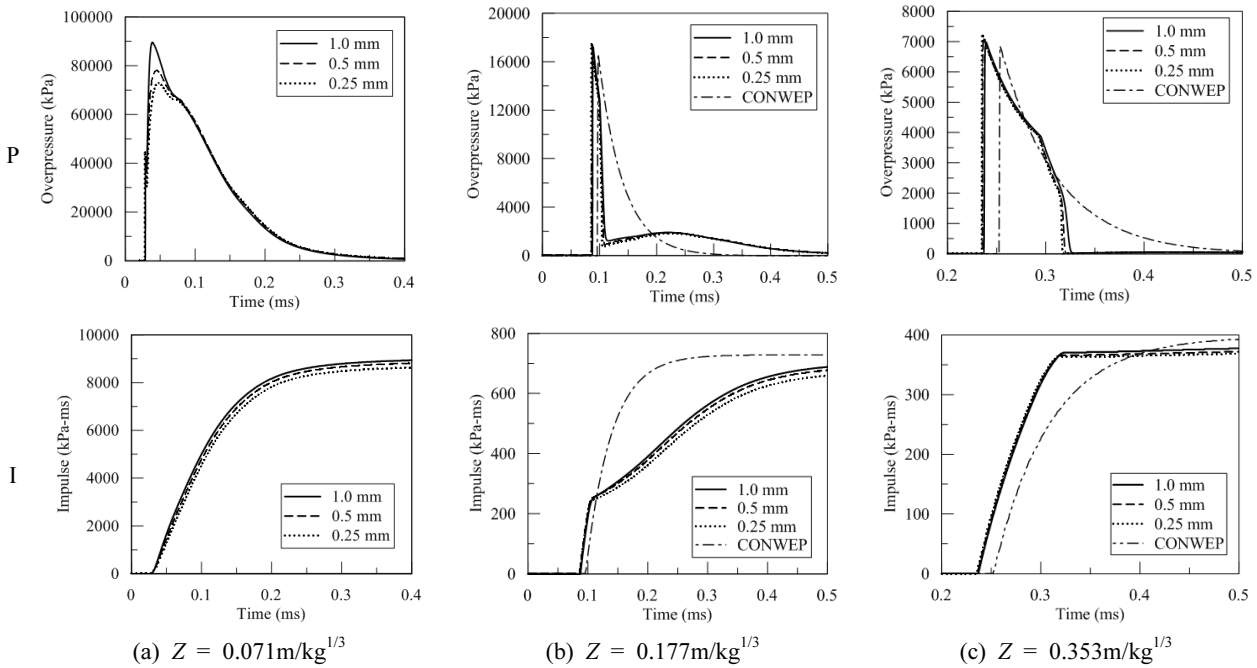 P
Overpressure (kPa)
100000
80000
60000
40000
20000
0
1.0 mm
0.5 mm
0.25 mm
0 0.1 0.2 0.3 0.4
Time (ms)
Overpressure (kPa)
20000
16000
12000
8000
4000
0
1.0 mm
0.5 mm
0.25 mm
CONWEP
0 0.1 0.2 0.3 0.4 0.5
Time (ms)
Overpressure (kPa)
8000
7000
6000
5000
4000
3000
2000
1000
0
1.0 mm
0.5 mm
0.25 mm
CONWEP
0.2 0.3 0.4 0.5
Time (ms)
I
Impulse (kPa-ms)
10000
8000
6000
4000
2000
0
1.0 mm
0.5 mm
0.25 mm
0 0.1 0.2 0.3 0.4
Time (ms)
Impulse (kPa-ms)
800
600
400
200
0
1.0 mm
0.5 mm
0.25 mm
CONWEP
0 0.1 0.2 0.3 0.4 0.5
Time (ms)
Impulse (kPa-ms)
400
300
200
100
0
1.0 mm
0.5 mm
0.25 mm
CONWEP
0.2 0.3 0.4 0.5
Time (ms)
(a) Z = 0.071m/kg^1/3
(b) Z = 0.177m/kg^1/3
(c) Z = 0.353m/kg^1/3